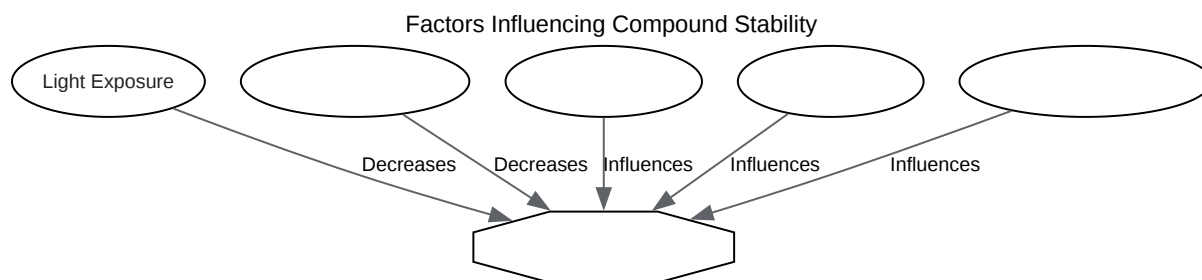 Factors Influencing Compound Stability
Light Exposure
Decreases
Decreases
Influences
Influences
Influences